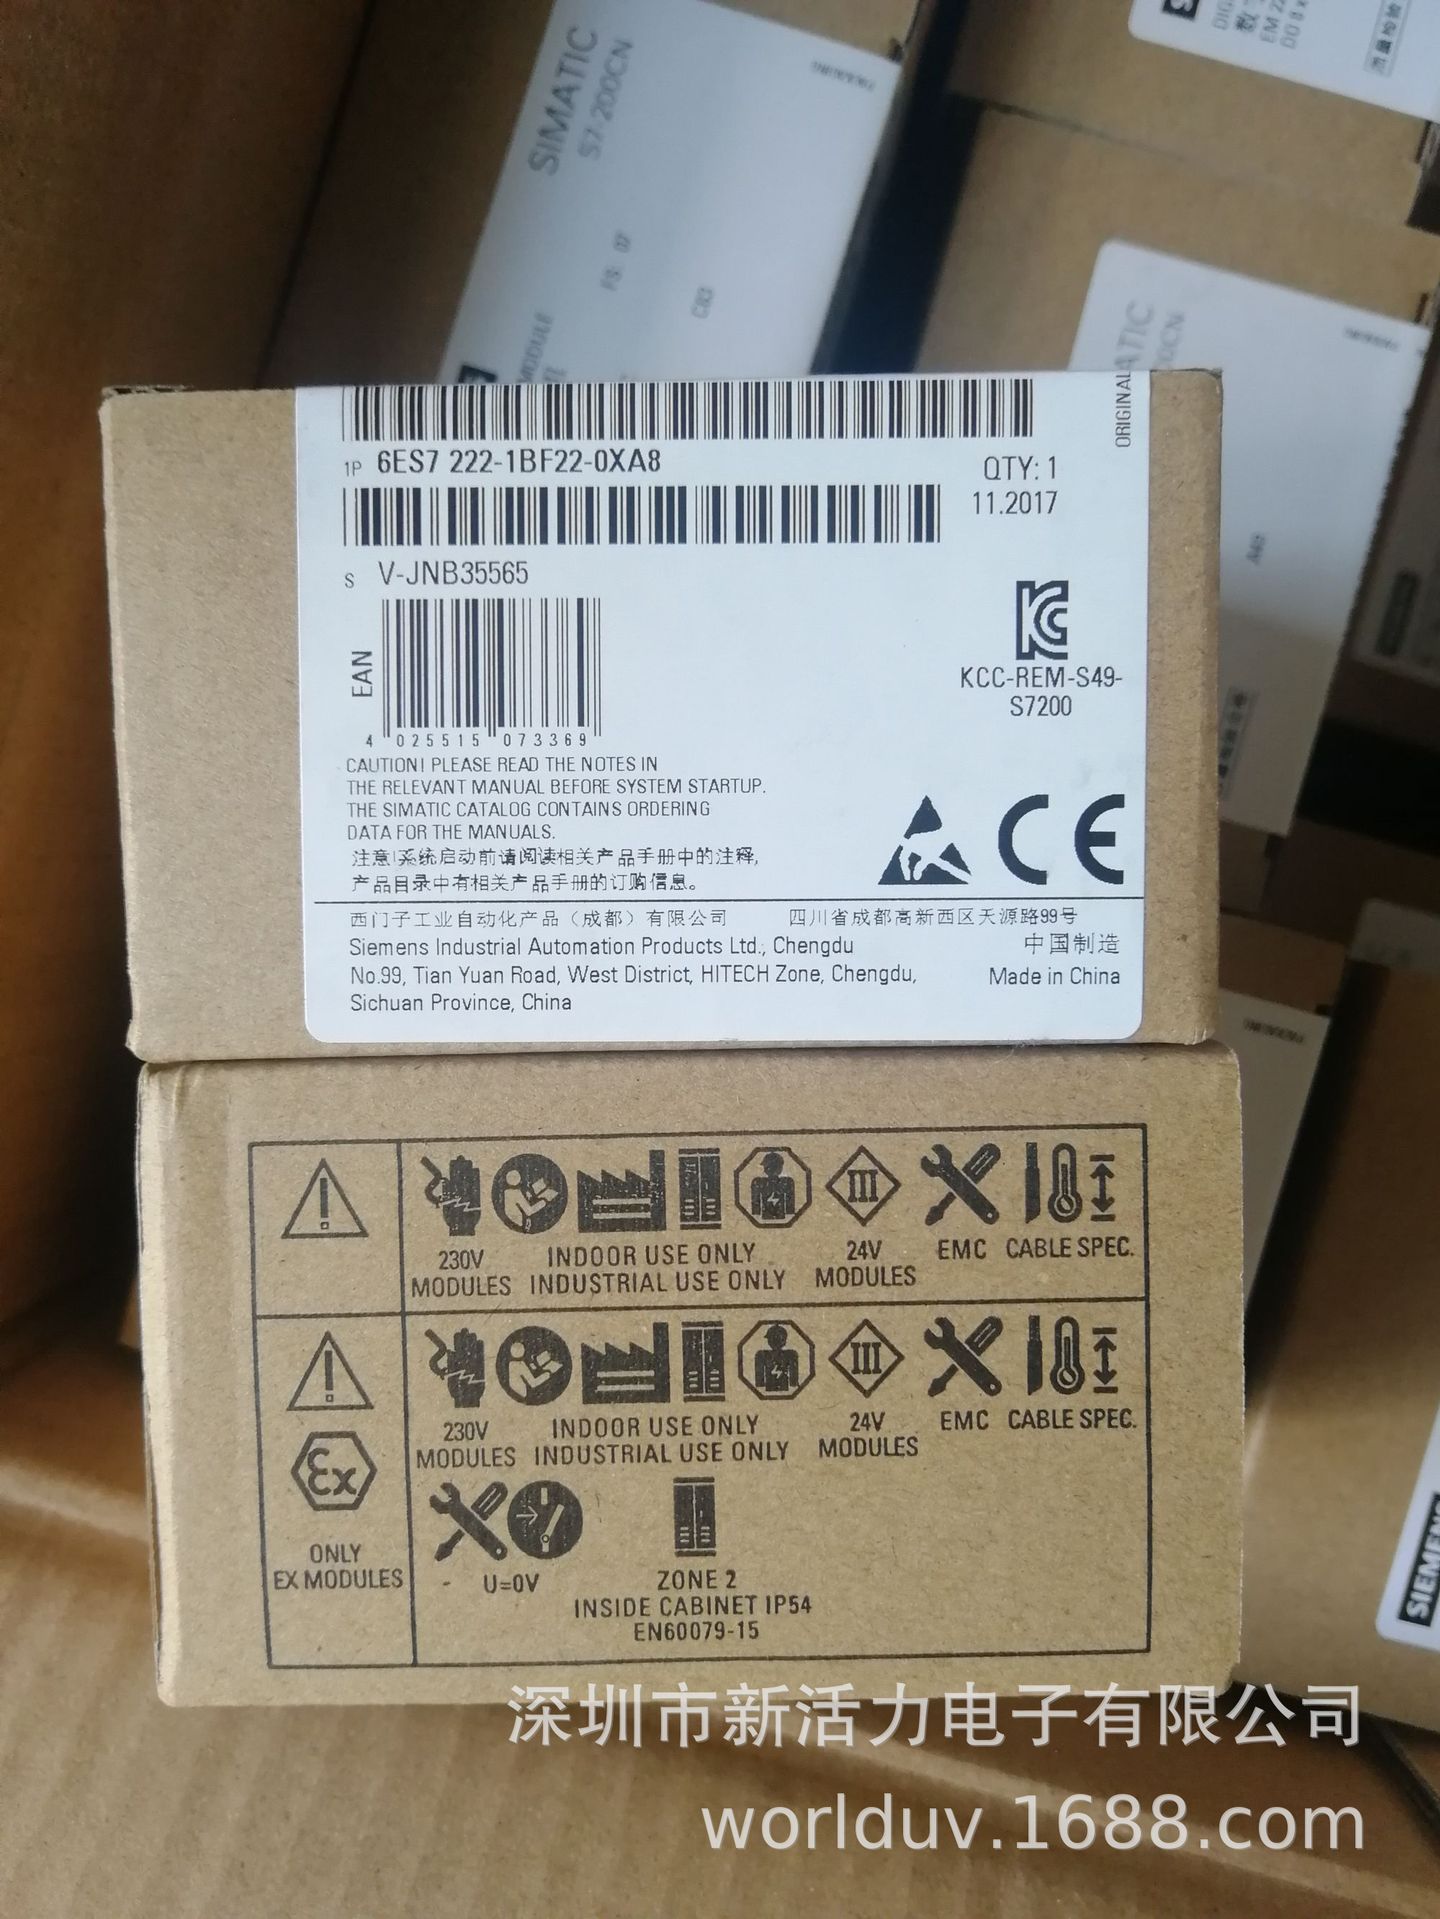 SIMATIC
S7-200CN
FS: 07
C83
MODULE
EM 22
A49
ORIGINAL
1P 6ES7 222-1BF22-0XA8
QTY: 1
11.2017
S V-JNB35565
EAN
4 025515 073369
KCC-REM-S49-
S7200
CAUTION! PLEASE READ THE NOTES IN
THE RELEVANT MANUAL BEFORE SYSTEM STARTUP.
THE SIMATIC CATALOG CONTAINS ORDERING
DATA FOR THE MANUALS.
注意!系统启动前请阅读相关产品手册中的注释,
产品目录中有相关产品手册的订购信息。
CE
西门子工业自动化产品（成都）有限公司 四川省成都高新西区天源路99号
Siemens Industrial Automation Products Ltd., Chengdu 中国制造
No.99, Tian Yuan Road, West District, HITECH Zone, Chengdu, Made in China
Sichuan Province, China
230V INDOOR USE ONLY 24V EMC CABLE SPEC.
MODULES INDUSTRIAL USE ONLY MODULES
230V INDOOR USE ONLY 24V EMC CABLE SPEC.
MODULES INDUSTRIAL USE ONLY MODULES
Ex
ONLY
EX MODULES
- U=0V
ZONE 2
INSIDE CABINET IP54
EN60079-15
SIEMENS
深圳市新活力电子有限公司
worlduv.1688.com